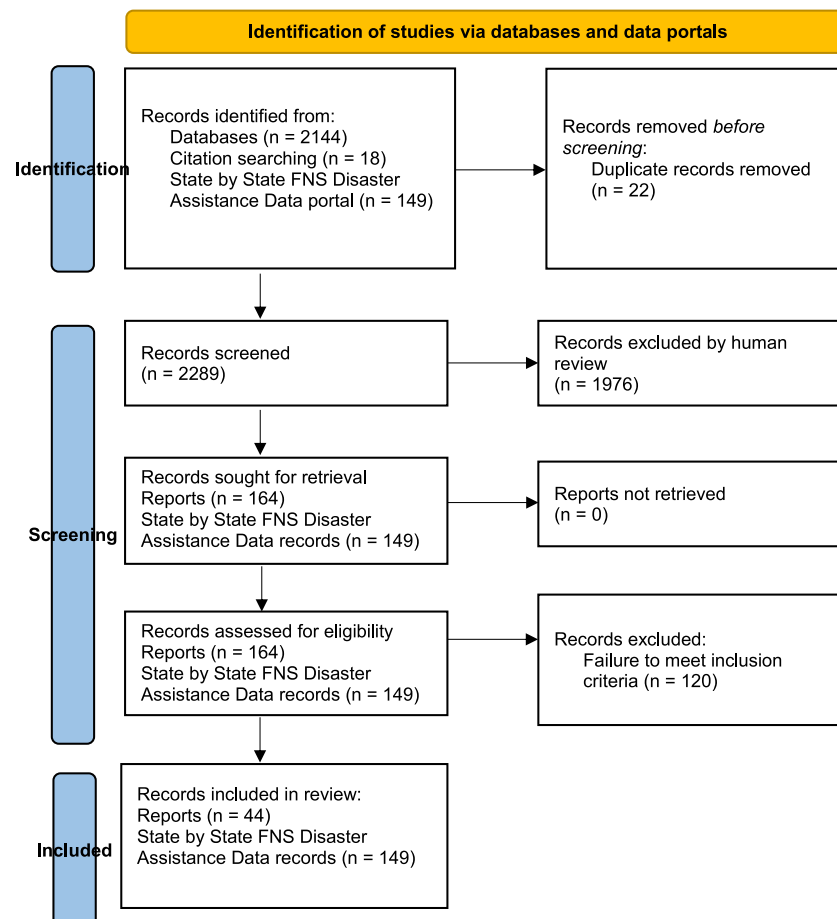 Identification of studies via databases and data portals
Identification
Records identified from:
Databases (n = 2144)
Citation searching (n = 18)
State by State FNS Disaster
Assistance Data portal (n = 149)
Records removed before
screening:
Duplicate records removed
(n = 22)
Screening
Records screened
(n = 2289)
Records excluded by human
review
(n = 1976)
Records sought for retrieval
Reports (n = 164)
State by State FNS Disaster
Assistance Data records (n = 149)
Reports not retrieved
(n = 0)
Records assessed for eligibility
Reports (n = 164)
State by State FNS Disaster
Assistance Data records (n = 149)
Records excluded:
Failure to meet inclusion
criteria (n = 120)
Included
Records included in review:
Reports (n = 44)
State by State FNS Disaster
Assistance Data records (n = 149)